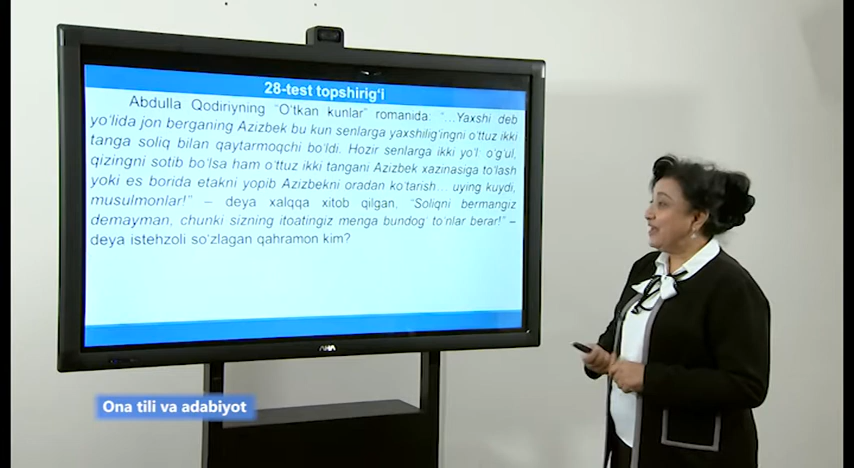 28-test topshirig‘i
Abdulla Qodiriyning “O‘tkan kunlar” romanida: “…Yaxshi deb
yo‘lida jon berganing Azizbek bu kun senlarga yaxshilig‘ingni o‘ttuz ikki
tanga soliq bilan qaytarmoqchi bo‘ldi. Hozir senlarga ikki yo‘l: o‘g‘ul,
qizingni sotib bo‘lsa ham o‘ttuz ikki tangani Azizbek xazinasiga to‘lash
yoki es borida etakni yopib Azizbekni oradan ko‘tarish… uying kuydi,
musulmonlar!” – deya xalqqa xitob qilgan, “Soliqni bermangiz
demayman, chunki sizning itoatingiz menga bundog‘ to‘nlar berar!” –
deya istehzoli so‘zlagan qahramon kim?
AHA
Ona tili va adabiyot